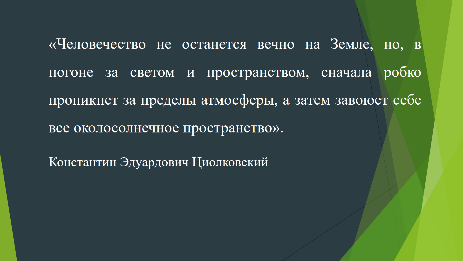 «Человечество не останется вечно на Земле, но, в
погоне за светом и пространством, сначала робко
проникнет за пределы атмосферы, а затем завоюет себе
все околосолнечное пространство».
Константин Эдуардович Циолковский